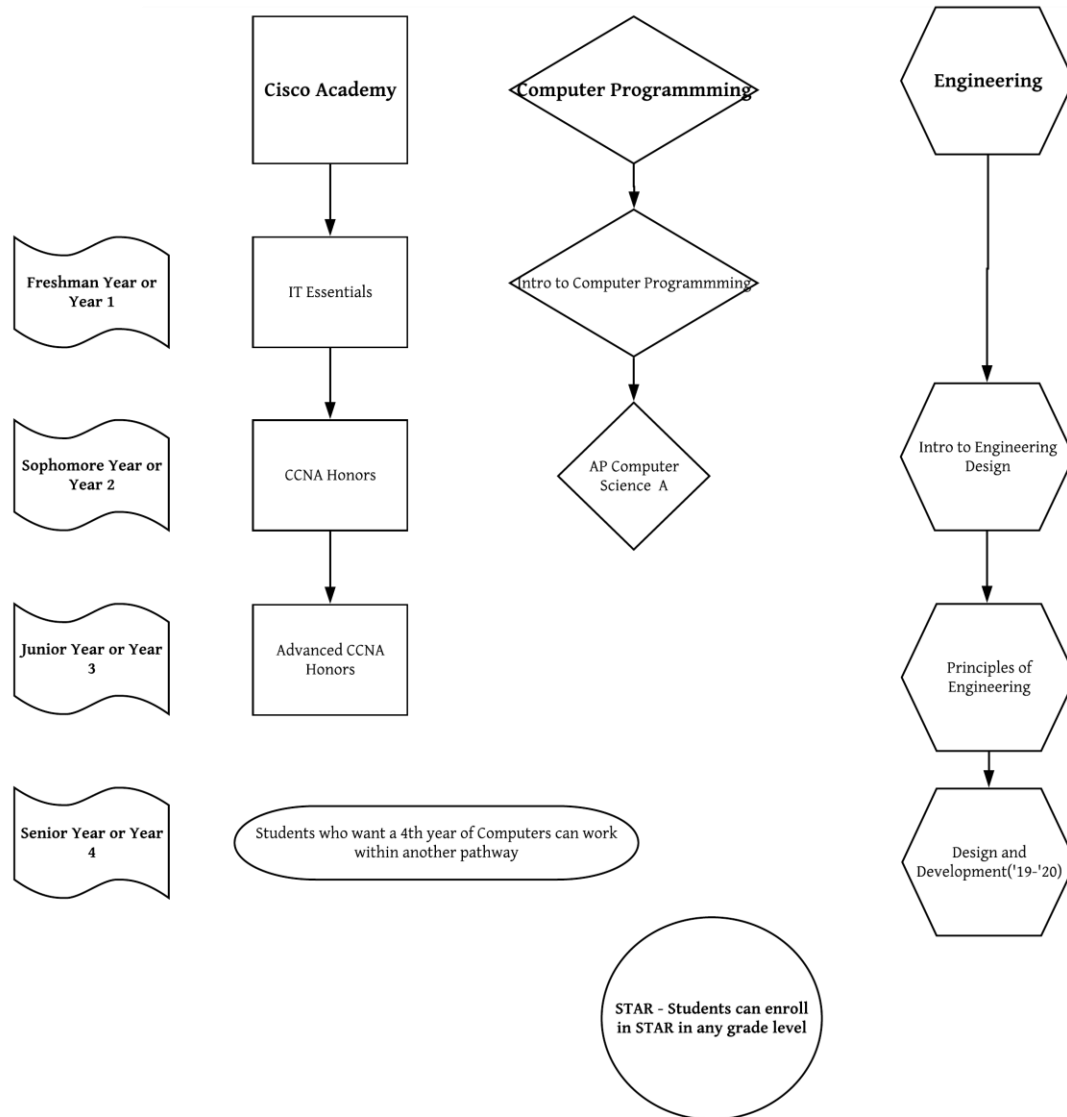 Cisco Academy
Computer Programmming
Engineering
Freshman Year or
Year 1
IT Essentials
Intro to Computer Programmming
Sophomore Year or
Year 2
CCNA Honors
AP Computer
Science A
Intro to Engineering
Design
Junior Year or Year
3
Advanced CCNA
Honors
Principles of
Engineering
Senior Year or Year
4
Students who want a 4th year of Computers can work
within another pathway
Design and
Development('19-'20)
STAR - Students can enroll
in STAR in any grade level